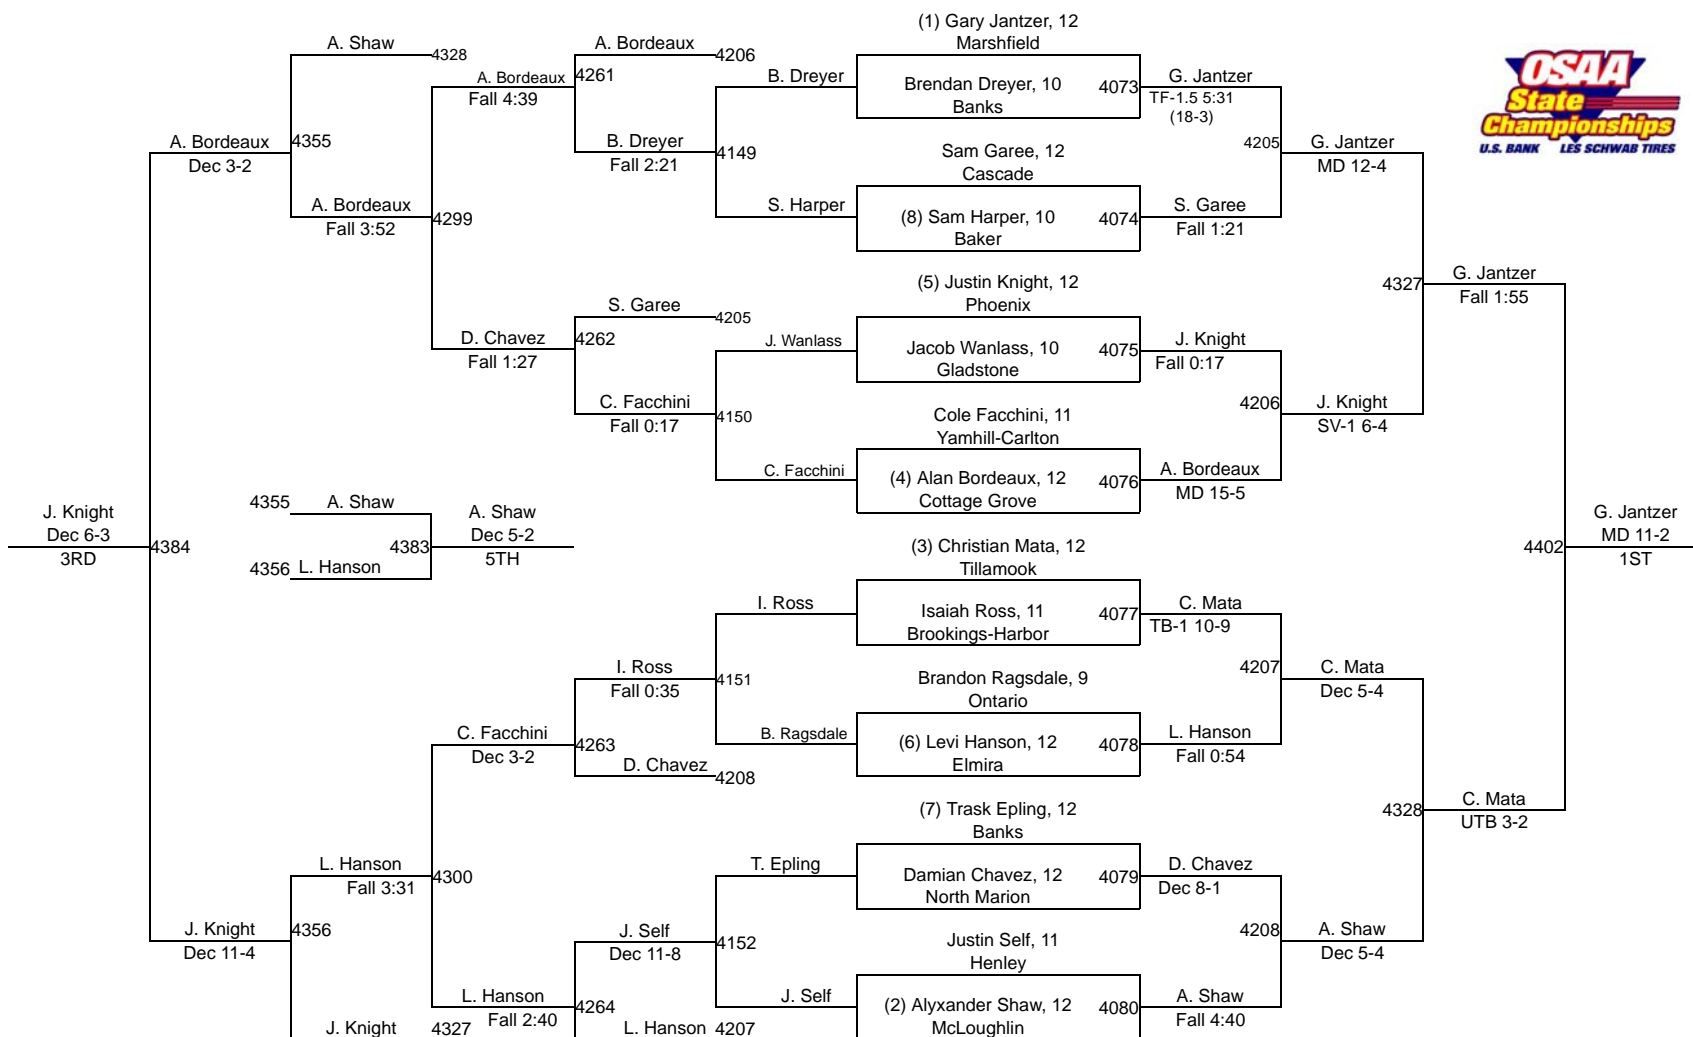 (1) Gary Jantzer, 12
A. Shaw
A. Bordeaux
Marshfield
4328
4206
OSAA
State
Championships
U.S. BANK LES SCHWAB TIRES
A. Bordeaux
4261
B. Dreyer
Brendan Dreyer, 10
4073
G. Jantzer
Fall 4:39
Banks
TF-1.5 5:31
(18-3)
A. Bordeaux
4355
B. Dreyer
4149
Sam Garee, 12
4205
G. Jantzer
Dec 3-2
Fall 2:21
Cascade
MD 12-4
A. Bordeaux
4299
S. Harper
(8) Sam Harper, 10
4074
S. Garee
Fall 3:52
Baker
Fall 1:21
(5) Justin Knight, 12
4327
G. Jantzer
S. Garee
4205
Phoenix
Fall 1:55
D. Chavez
4262
J. Wanlass
Jacob Wanlass, 10
4075
J. Knight
Fall 1:27
Gladstone
Fall 0:17
C. Facchini
4150
Cole Facchini, 11
4206
J. Knight
Fall 0:17
Yamhill-Carlton
SV-1 6-4
C. Facchini
(4) Alan Bordeaux, 12
4076
A. Bordeaux
Cottage Grove
MD 15-5
4355
A. Shaw
J. Knight
A. Shaw
G. Jantzer
Dec 6-3
Dec 5-2
MD 11-2
4384
4383
(3) Christian Mata, 12
4402
3RD
5TH
Tillamook
1ST
4356
L. Hanson
I. Ross
Isaiah Ross, 11
4077
C. Mata
Brookings-Harbor
TB-1 10-9
I. Ross
4151
Brandon Ragsdale, 9
4207
C. Mata
Fall 0:35
Ontario
Dec 5-4
C. Facchini
4263
B. Ragsdale
(6) Levi Hanson, 12
4078
L. Hanson
Dec 3-2
D. Chavez
4208
Elmira
Fall 0:54
(7) Trask Epling, 12
4328
C. Mata
Banks
UTB 3-2
L. Hanson
4300
T. Epling
Damian Chavez, 12
4079
D. Chavez
Fall 3:31
North Marion
Dec 8-1
J. Knight
4356
J. Self
4152
Justin Self, 11
4208
A. Shaw
Dec 11-4
Dec 11-8
Henley
Dec 5-4
L. Hanson
4264
J. Self
(2) Alyxander Shaw, 12
4080
A. Shaw
J. Knight
4327
Fall 2:40
L. Hanson
4207
McLoughlin
Fall 4:40